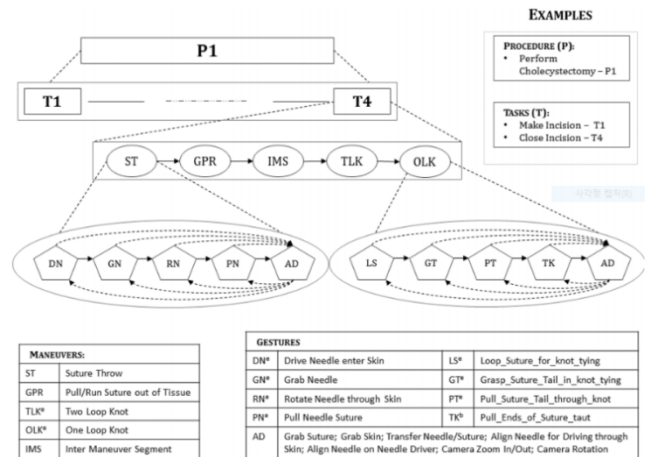 EXAMPLES
P1
PROCEDURE (P):
• Perform
Cholecystectomy – P1
T1
T4
TASKS (T):
• Make Incision – T1
• Close Incision – T4
ST
GPR
IMS
TLK
OLK
DN
GN
RN
PN
AD
LS
GT
PT
TK
AD
MANEUVERS:
ST Suture Throw
GPR Pull/Run Suture out of Tissue
TLK Two Loop Knot
OLK One Loop Knot
IMS Inter Maneuver Segment
GESTURES
DN Drive Needle enter Skin LS Loop_Suture_for_knot_tying
GN Grab Needle GT Grasp_Suture_Tail_in_knot_tying
RN Rotate Needle through Skin PT Pull_Suture_Tail_through_knot
PN Pull Needle Suture TK Pull_Ends_of_Suture_taut
AD Grab Suture; Grab Skin; Transfer Needle/Suture; Align Needle for Driving through
Skin; Align Needle on Needle Driver; Camera Zoom In/Out; Camera Rotation